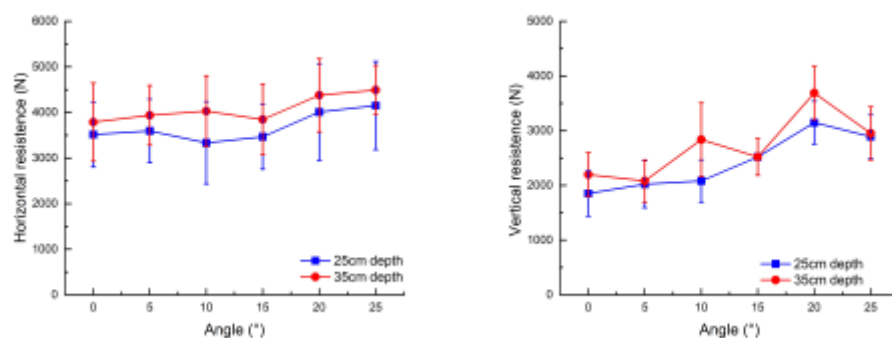 6000
5000
4000
3000
2000
1000
0
Horizontal resistence (N)
25cm depth
35cm depth
0 5 10 15 20 25
Angle (°)
5000
4000
3000
2000
1000
0
Vertical resistence (N)
25cm depth
35cm depth
0 5 10 15 20 25
Angle (°)